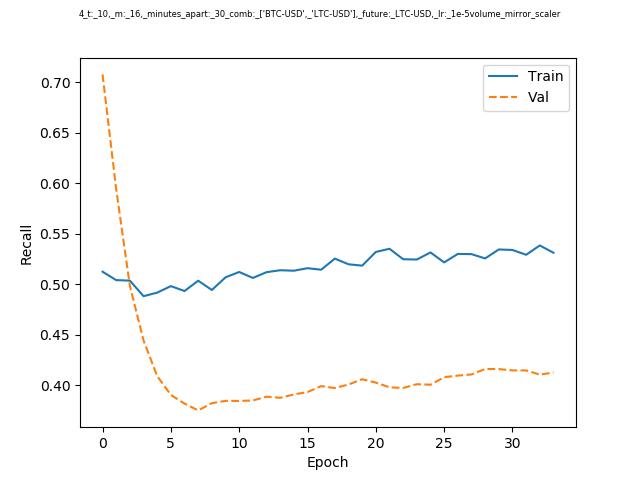 4_t:_10,_m:_16,_minutes_apart:_30_comb:_['BTC-USD',_'LTC-USD'],_future:_LTC-USD,_lr:_1e-5volume_mirror_scaler
Train
Val
0.70
0.65
0.60
0.55
0.50
0.45
0.40
Recall
0 5 10 15 20 25 30
Epoch